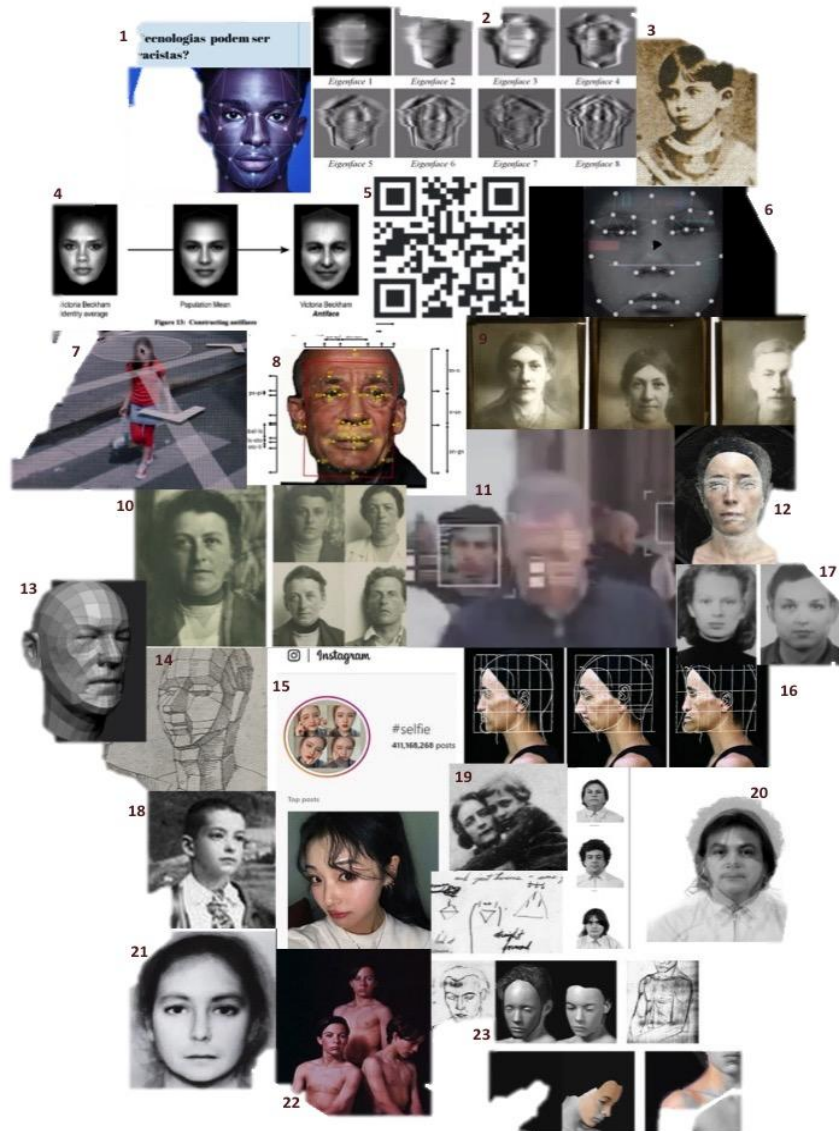 1
ecnologias podem ser
acistas?
2
Eigenface 1
Eigenface 2
Eigenface 3
Eigenface 4
Eigenface 5
Eigenface 6
Eigenface 7
Eigenface 8
3
4
Victoria Beckham
Identity average
Population Mean
Victoria Beckham
Antiface
Figure 13: Constructing antifaces
5
6
7
8
9
10
11
12
13
14
15
Instagram
#selfie
411,168,268 posts
Top posts
16
17
18
19
20
21
22
23